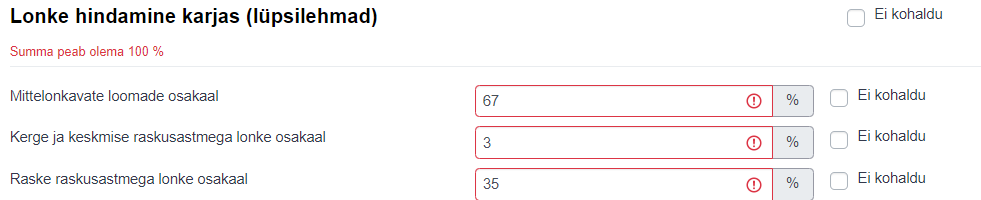 Lonke hindamine karjas (lüpsilehmad) Ei kohaldu
Summa peab olema 100 %
Mittelonkavate loomade osakaal 67 % Ei kohaldu
Kerge ja keskmise raskusastmega lonke osakaal 3 % Ei kohaldu
Raske raskusastmega lonke osakaal 35 % Ei kohaldu